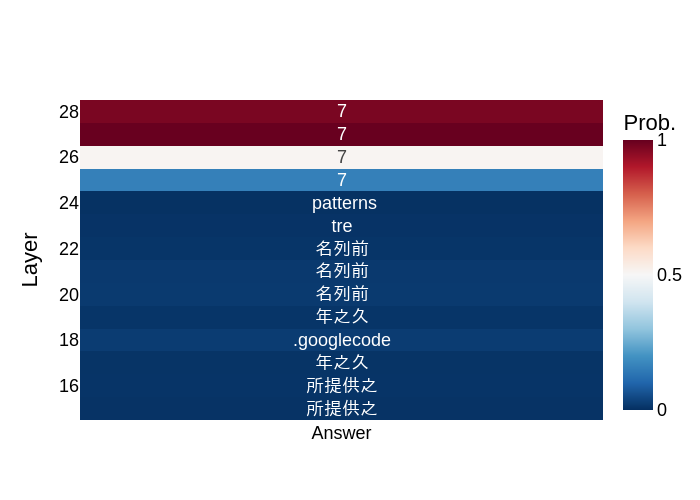 Prob.
28 7 1
7
26 7
7
24 patterns
tre
22 名列前
Layer 名列前 0.5
20 名列前
年之久
18 .googlecode
年之久
16 所提供之
所提供之 0
Answer